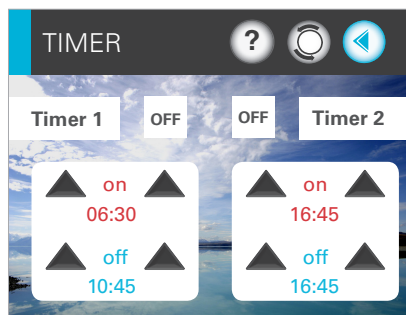 TIMER ?
Timer 1 OFF OFF Timer 2
on on
06:30 16:45
off off
10:45 16:45